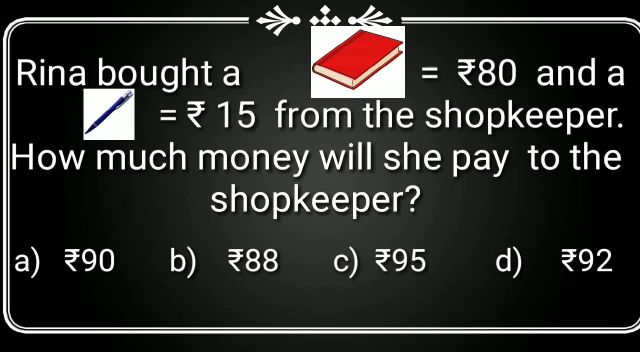 Rina bought a = ₹80 and a
= ₹ 15 from the shopkeeper.
How much money will she pay to the
shopkeeper?
a) ₹90 b) ₹88 c) ₹95 d) ₹92